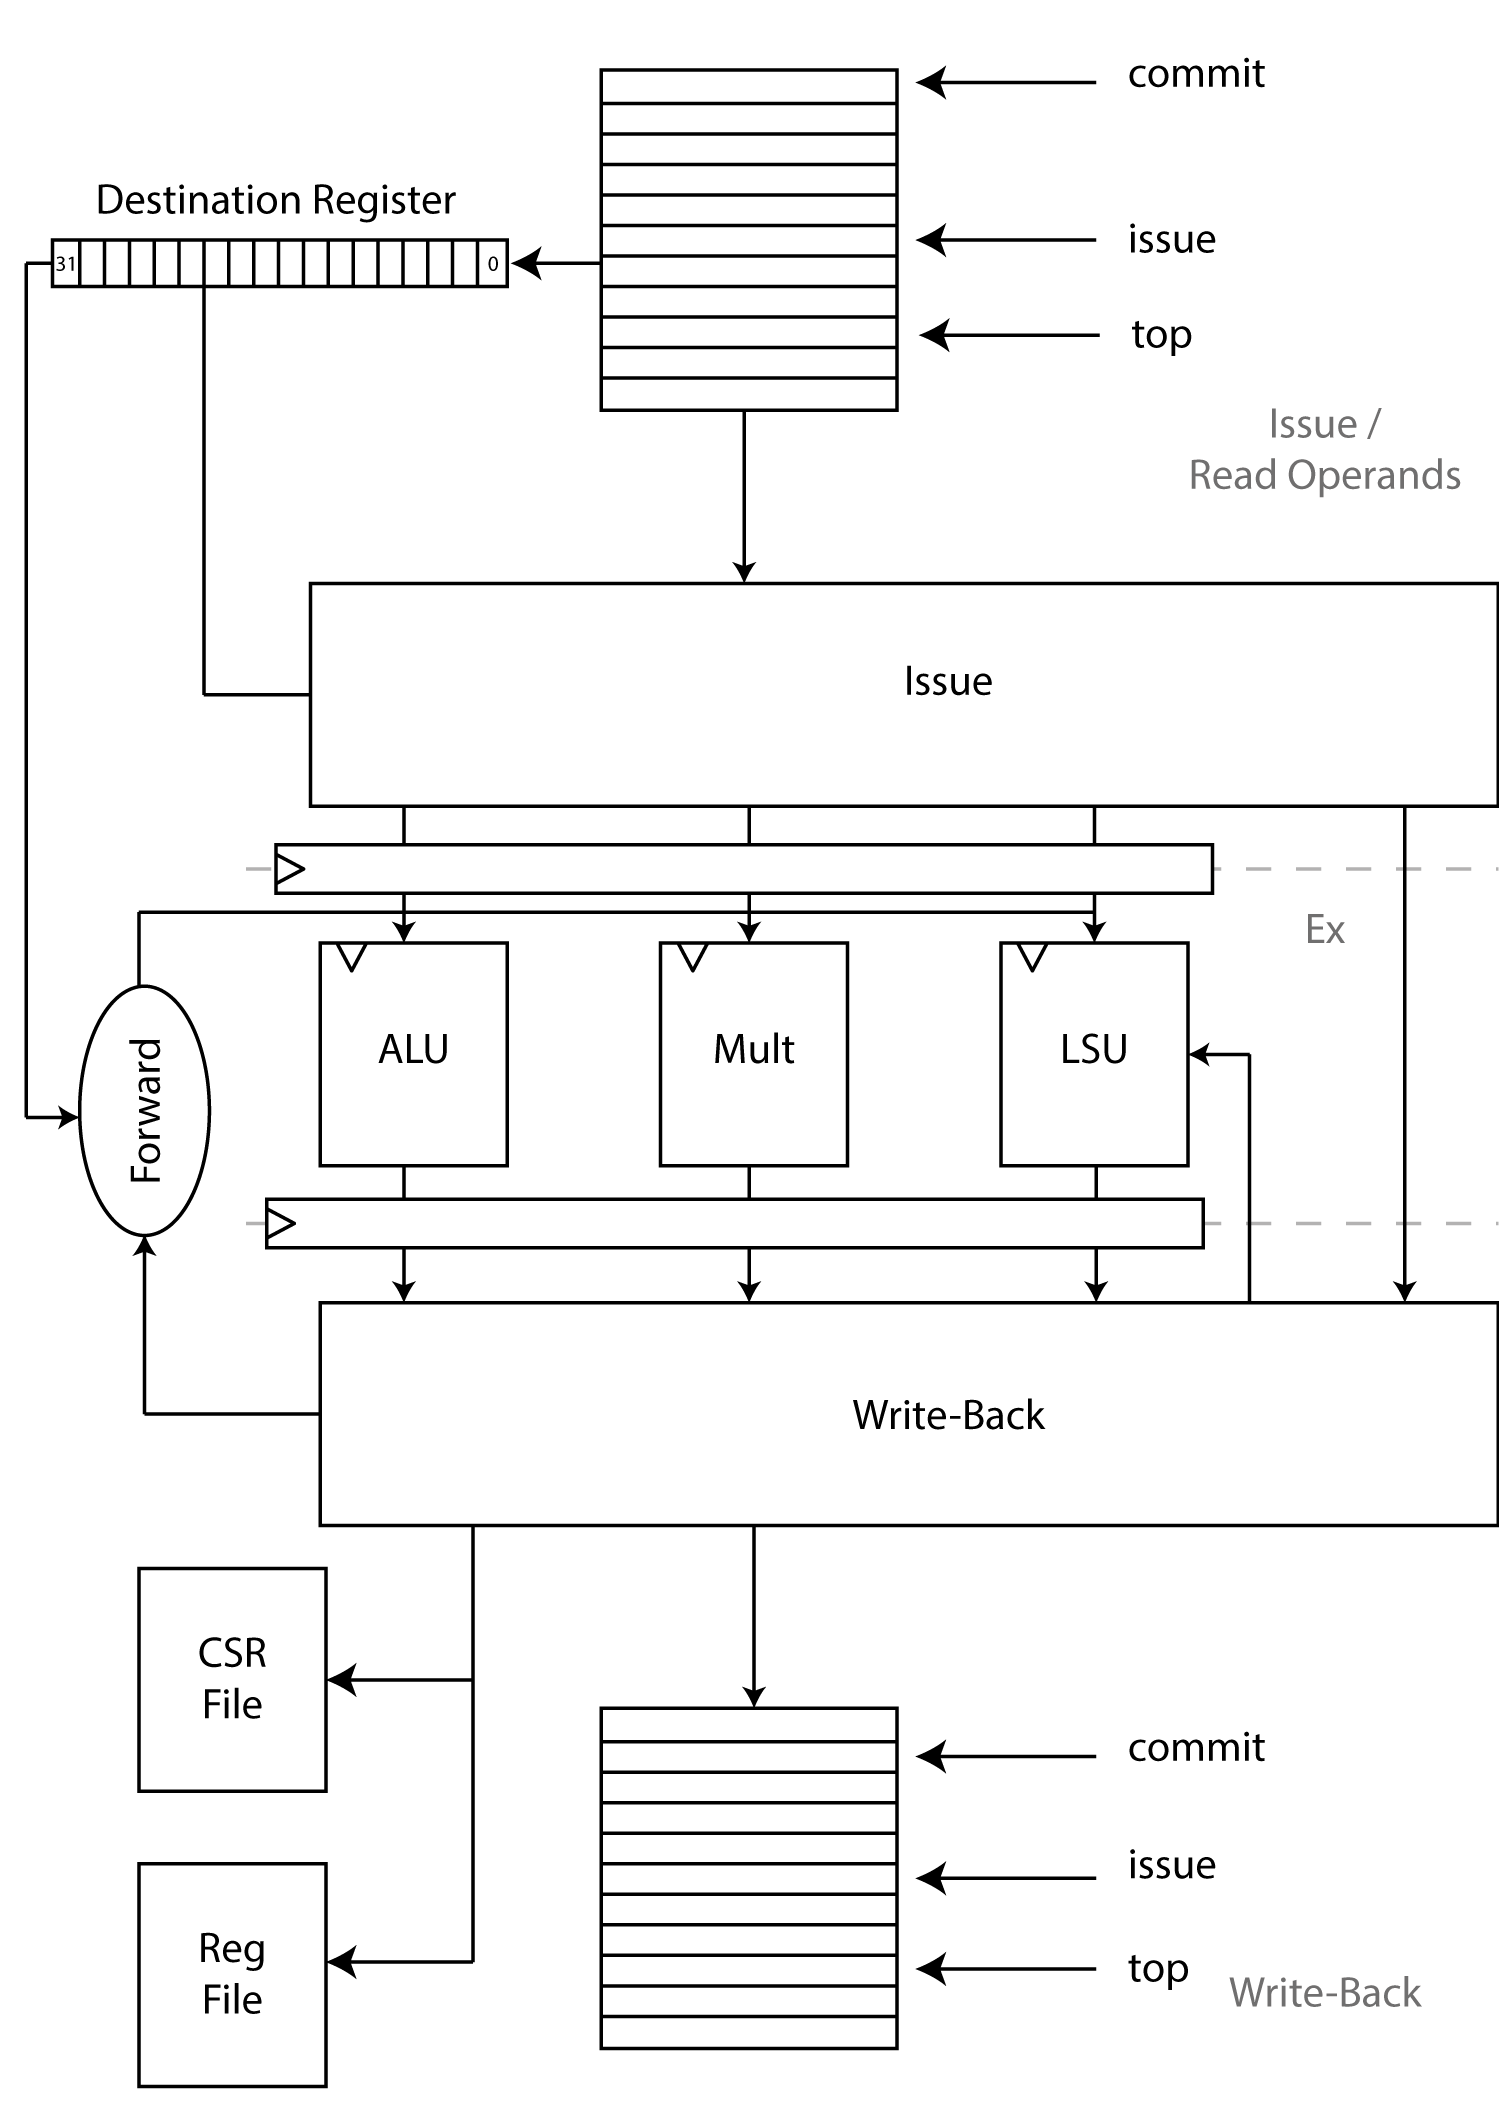 commit
Destination Register
31
0
issue
top
Issue /
Read Operands
Issue
Ex
ALU
Mult
LSU
Forward
Write-Back
CSR
File
commit
issue
Reg
File
top
Write-Back